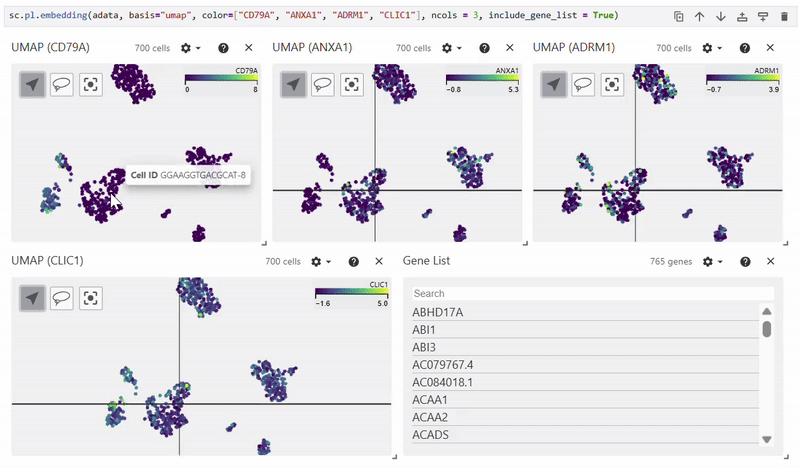 sc.pl.embedding(adata, basis="umap", color=["CD79A", "ANXA1", "ADRM1", "CLIC1"], ncols = 3, include_gene_list = True)
UMAP (CD79A) 700 cells
CD79A
0 8
Cell ID GGAAGGTGACGCAT-8
UMAP (ANXA1) 700 cells
ANXA1
−0.8 5.3
UMAP (ADRM1) 700 cells
ADRM1
−0.7 3.9
UMAP (CLIC1) 700 cells
CLIC1
−1.6 5.0
Gene List 765 genes
Search
ABHD17A
ABI1
ABI3
AC079767.4
AC084018.1
ACAA1
ACAA2
ACADS